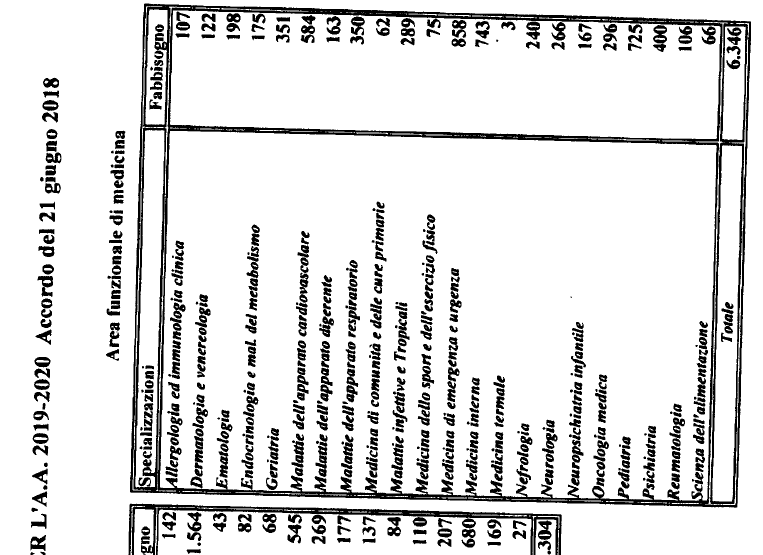 ER L'A.A. 2019-2020 Accordo del 21 giugno 2018
gno
142
1.564
43
82
68
545
269
177
137
84
110
207
680
169
27
.304
Area funzionale di medicina
Specializzazioni Fabbisogno
Allergologia ed immunologia clinica 107
Dermatologia e venereologia 122
Ematologia 198
Endocrinologia e mal. del metabolismo 175
Geriatria 351
Malattie dell'apparato cardiovascolare 584
Malattie dell'apparato digerente 163
Malattie dell'apparato respiratorio 350
Medicina di comunità e delle cure primarie 62
Malattie infettive e Tropicali 289
Medicina dello sport e dell'esercizio fisico 75
Medicina di emergenza e urgenza 858
Medicina interna 743
Medicina termale 3
Nefrologia 240
Neurologia 266
Neuropsichiatria infantile 167
Oncologia medica 296
Pediatria 725
Psichiatria 400
Reumatologia 106
Scienza dell'alimentazione 66
Totale 6.346